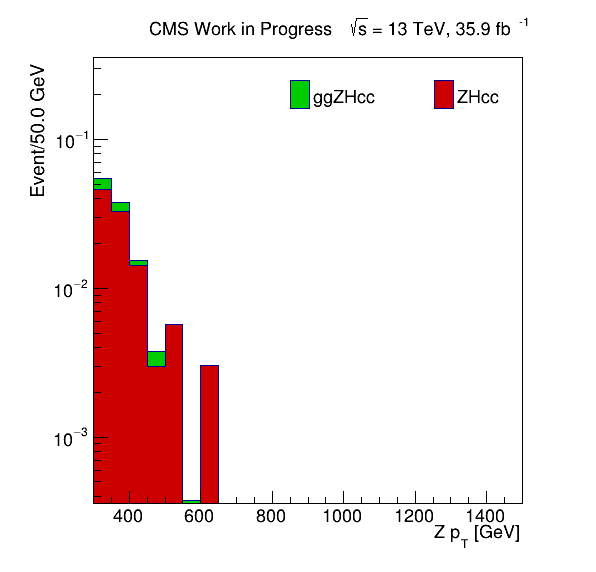 CMS Work in Progress √s = 13 TeV, 35.9 fb⁻¹
Event/50.0 GeV
ggZHcc
ZHcc
10⁻¹
10⁻²
10⁻³
400 600 800 1000 1200 1400
Z p_T [GeV]